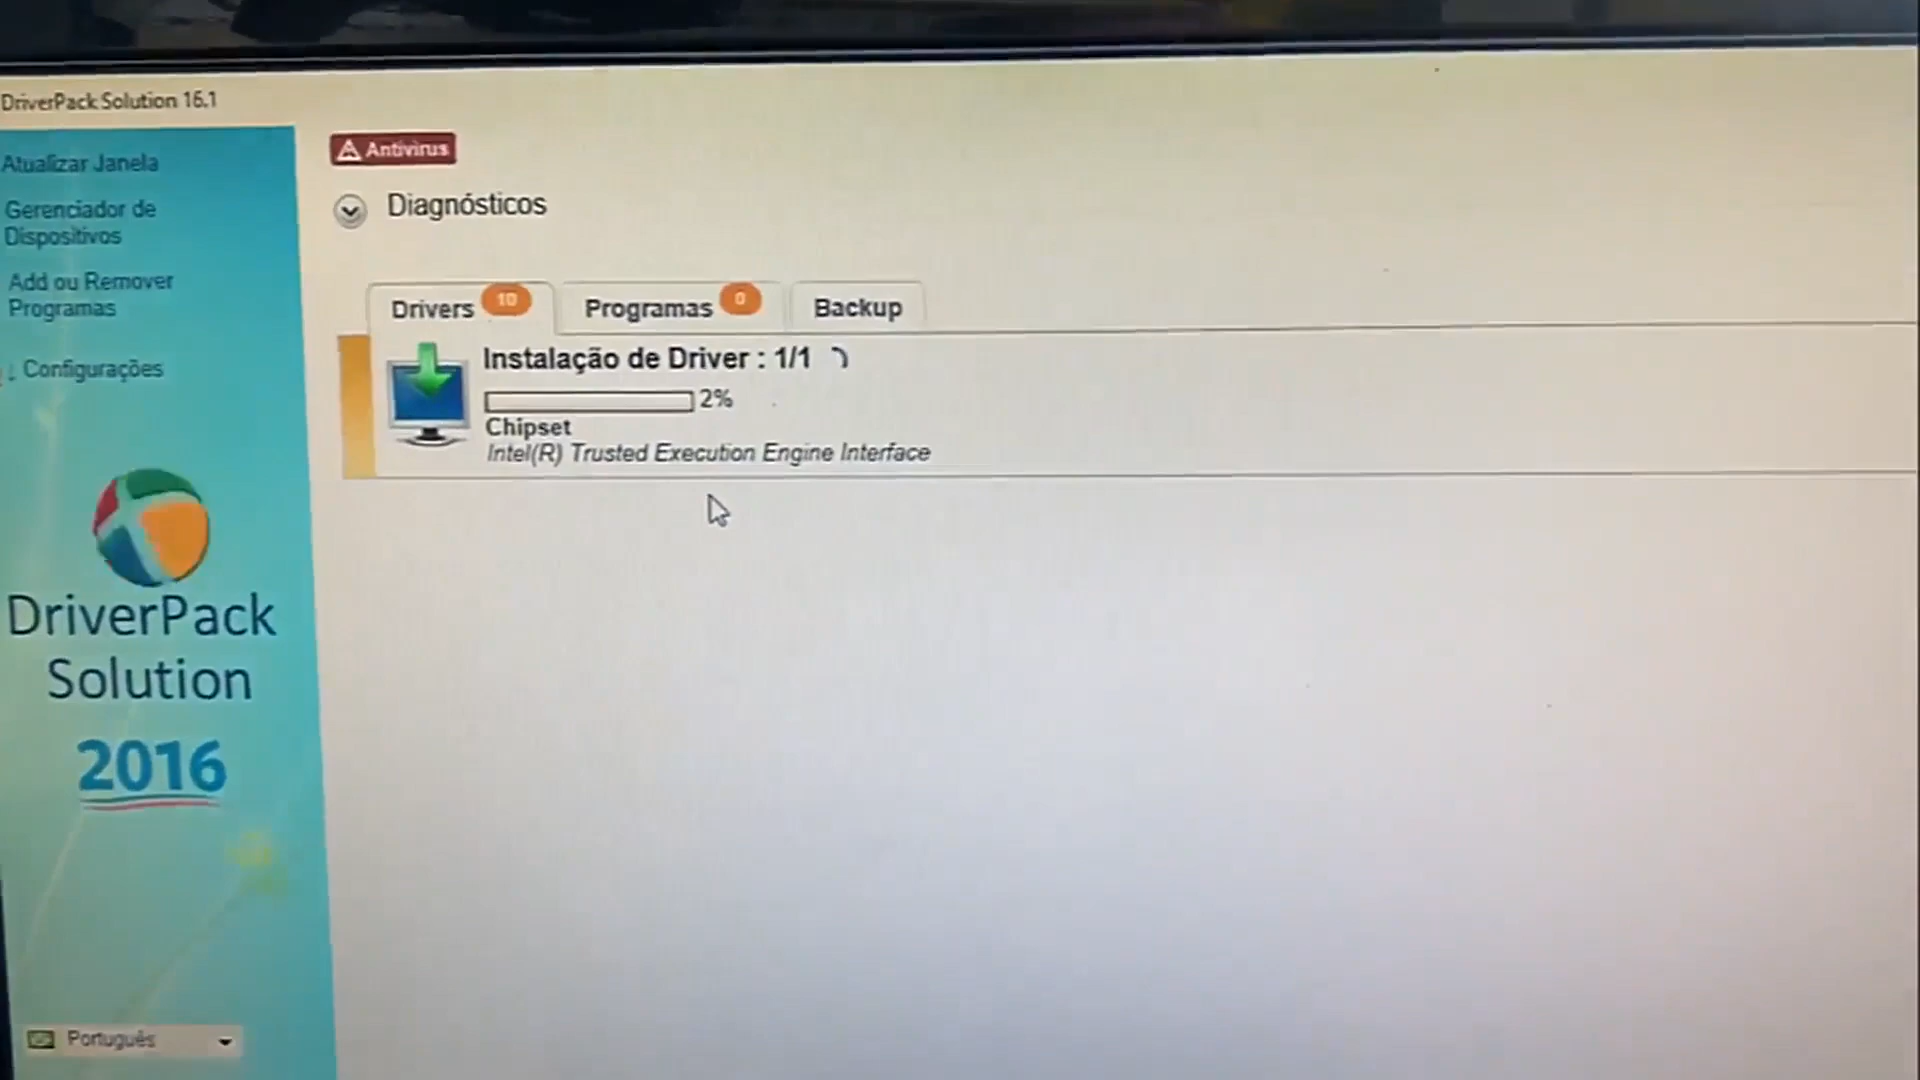 DriverPack Solution 16.1
Atualizar Janela
Gerenciador de
Dispositivos
Add ou Remover
Programas
Configurações
DriverPack
Solution
2016
Português
Antivirus
Diagnósticos
Drivers 10
Programas 0
Backup
Instalação de Driver : 1/1
2%
Chipset
Intel(R) Trusted Execution Engine Interface